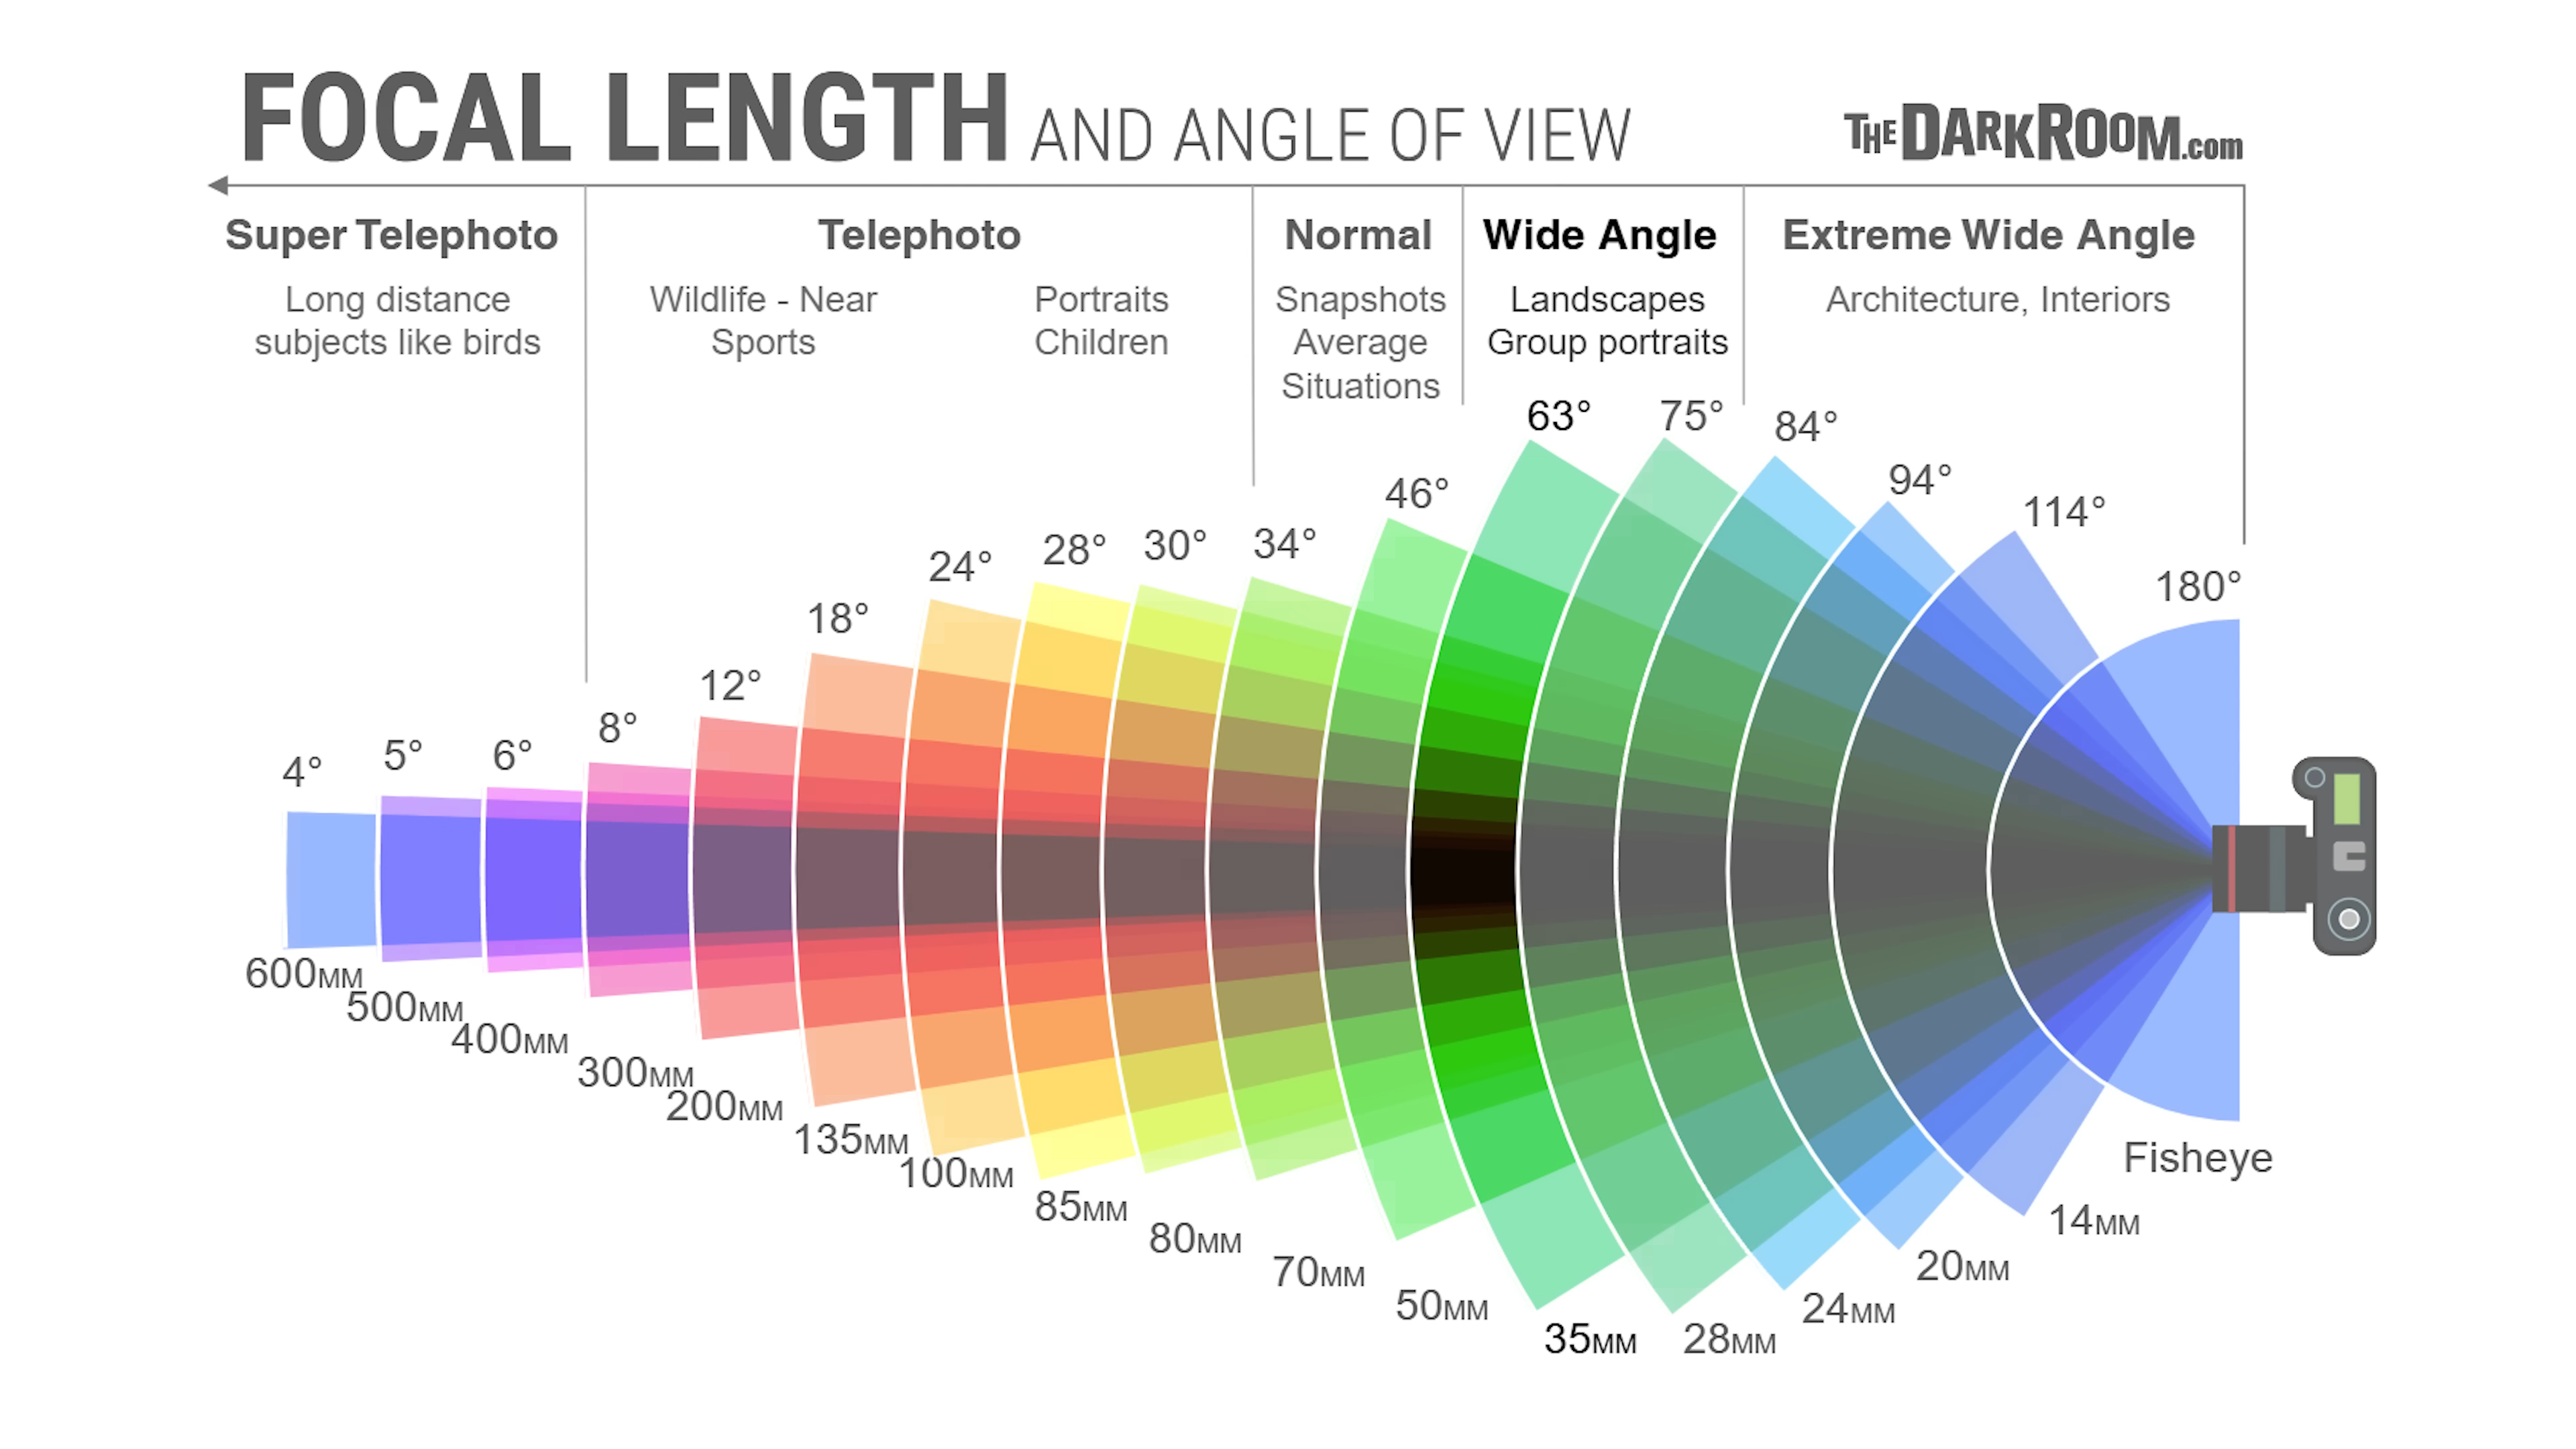 FOCAL LENGTH AND ANGLE OF VIEW
THEDARKROOM.com
Super Telephoto
Long distance
subjects like birds
Telephoto
Wildlife - Near
Sports
Portraits
Children
Normal
Snapshots
Average
Situations
Wide Angle
Landscapes
Group portraits
Extreme Wide Angle
Architecture, Interiors
4°
5°
6°
8°
12°
18°
24°
28°
30°
34°
46°
63°
75°
84°
94°
114°
180°
600MM
500MM
400MM
300MM
200MM
135MM
100MM
85MM
80MM
70MM
50MM
35MM
28MM
24MM
20MM
14MM
Fisheye